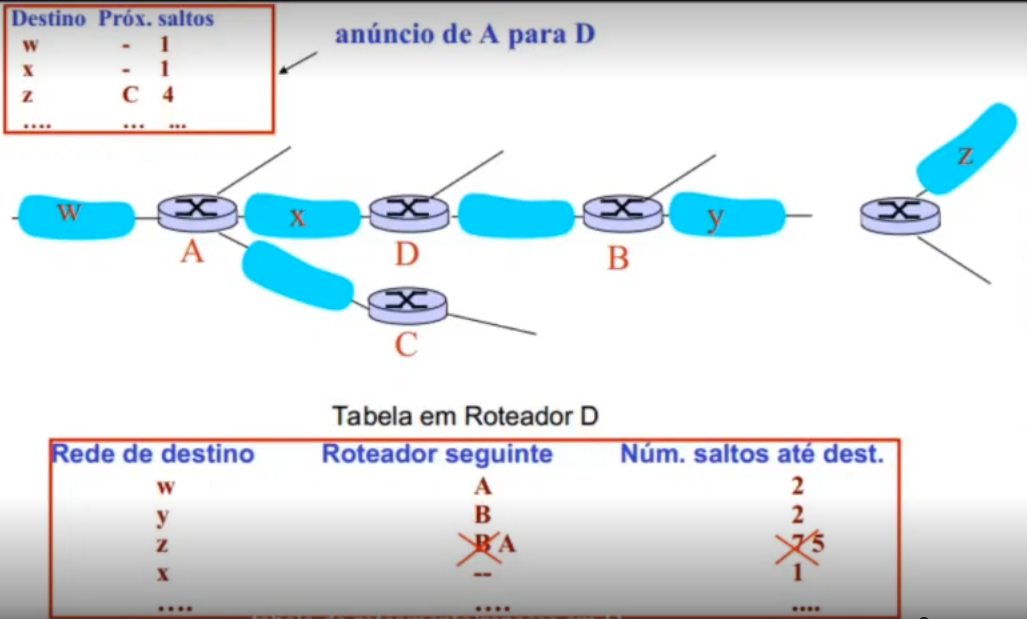 Destino Próx. saltos
w - 1
x - 1
z C 4
.... ... ...
anúncio de A para D
z
w
x
y
A
D
B
C
Tabela em Roteador D
Rede de destino Roteador seguinte Núm. saltos até dest.
w A 2
y B 2
z B A 7 5
x -- 1
.... .... ....